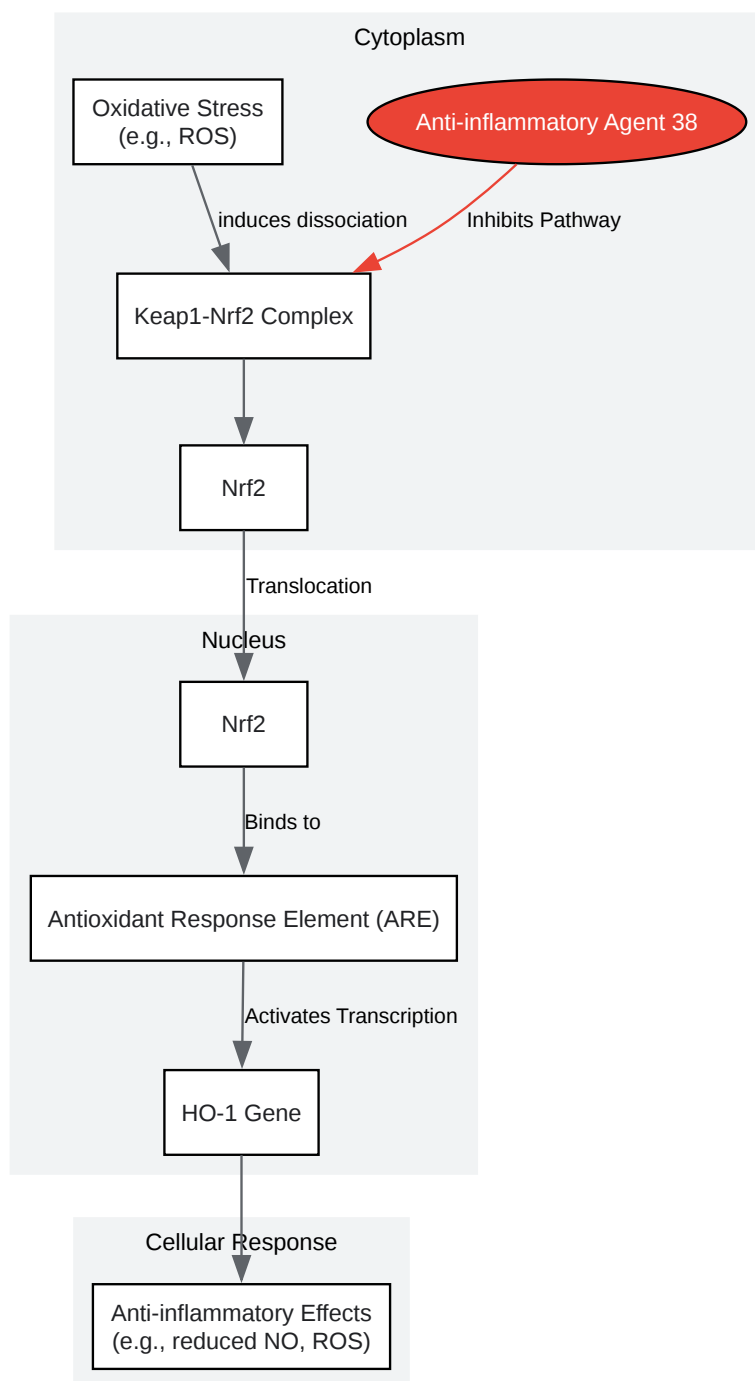 Cytoplasm
Oxidative Stress
(e.g., ROS)
Anti-inflammatory Agent 38
induces dissociation
Inhibits Pathway
Keap1-Nrf2 Complex
Nrf2
Translocation
Nucleus
Nrf2
Binds to
Antioxidant Response Element (ARE)
Activates Transcription
HO-1 Gene
Cellular Response
Anti-inflammatory Effects
(e.g., reduced NO, ROS)